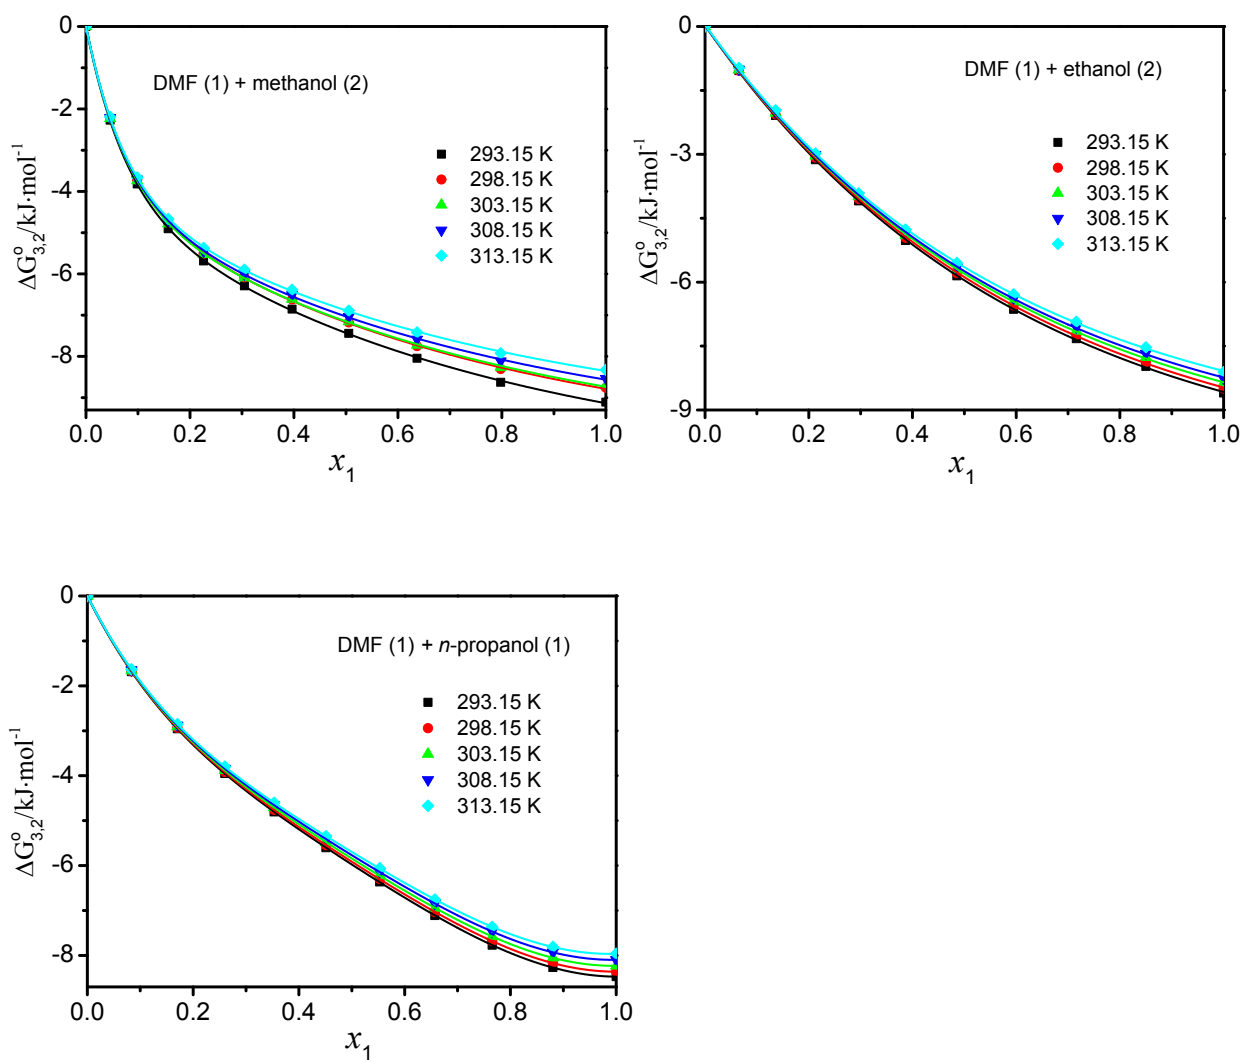 DMF (1) + methanol (2)
293.15 K
298.15 K
303.15 K
308.15 K
313.15 K
0
-2
-4
-6
-8
ΔG°3,2/kJ·mol-1
0.0 0.2 0.4 0.6 0.8 1.0
x1
DMF (1) + ethanol (2)
293.15 K
298.15 K
303.15 K
308.15 K
313.15 K
0
-3
-6
-9
ΔG°3,2/kJ·mol-1
0.0 0.2 0.4 0.6 0.8 1.0
x1
DMF (1) + n-propanol (1)
293.15 K
298.15 K
303.15 K
308.15 K
313.15 K
0
-2
-4
-6
-8
ΔG°3,2/kJ·mol-1
0.0 0.2 0.4 0.6 0.8 1.0
x1